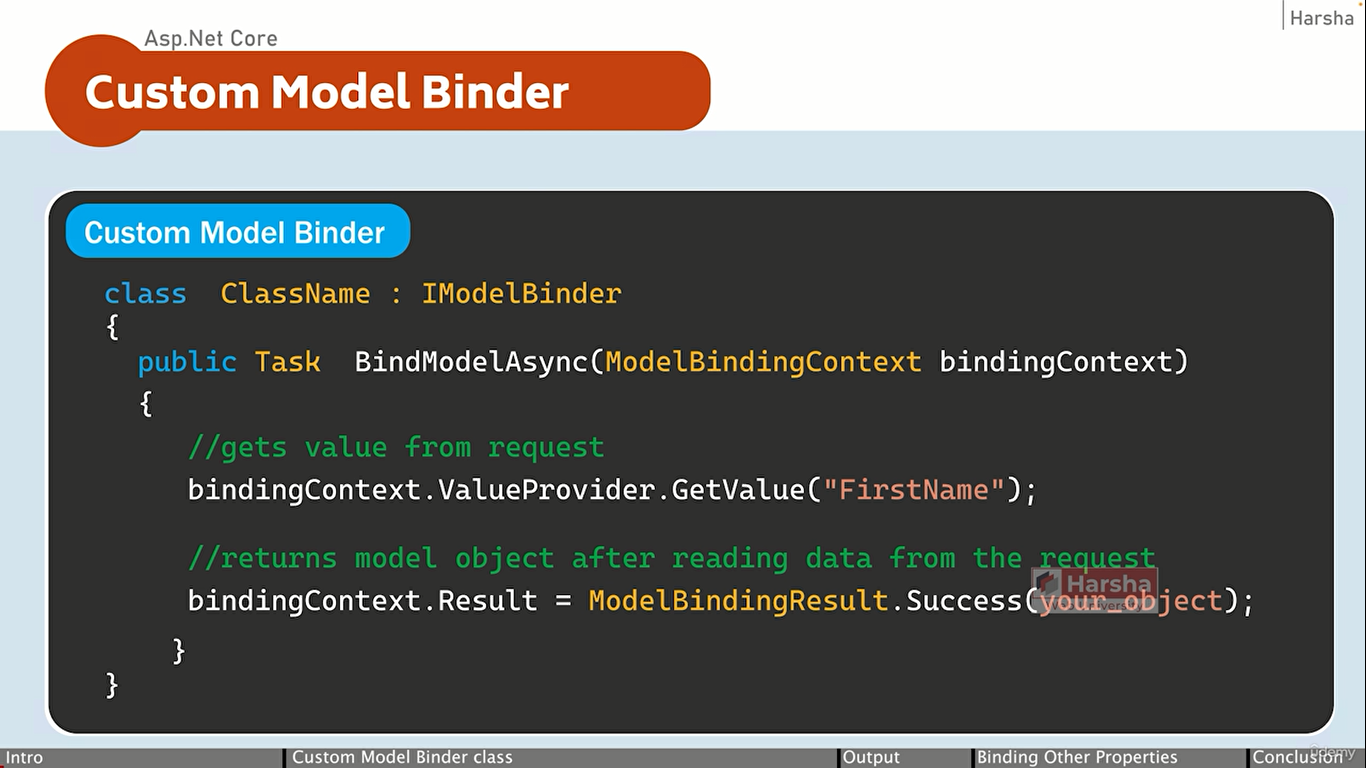 Harsha
Asp.Net Core
Custom Model Binder
Custom Model Binder
class ClassName : IModelBinder
{
public Task BindModelAsync(ModelBindingContext bindingContext)
{
//gets value from request
bindingContext.ValueProvider.GetValue("FirstName");
//returns model object after reading data from the request
Harsha
bindingContext.Result = ModelBindingResult.Success(your_object);
}
}
Intro
Custom Model Binder class
Output
Binding Other Properties
Conclusion
Udemy